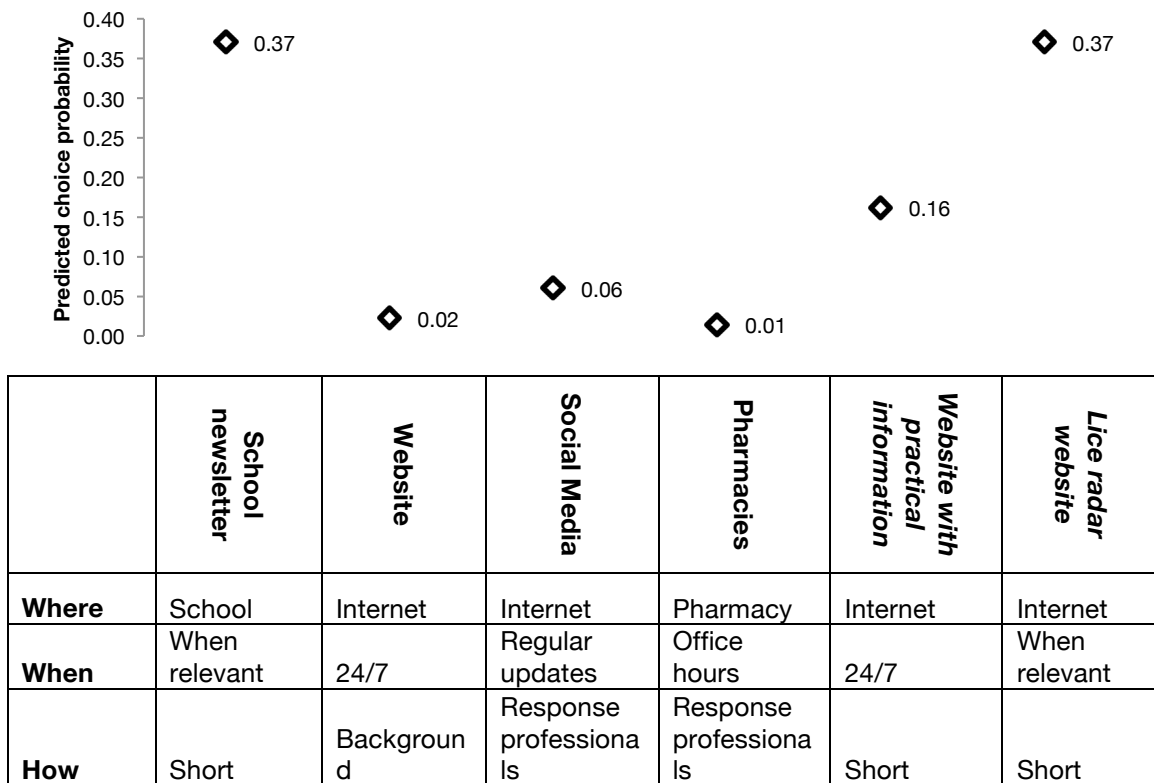 Predicted choice probability
0.40
0.35
0.30
0.25
0.20
0.15
0.10
0.05
0.00
0.37
0.02
0.06
0.01
0.16
0.37
School
newsletter
Website
Social Media
Pharmacies
Website with
practical
information
Lice radar
website
Where
School
Internet
Internet
Pharmacy
Internet
Internet
When
When
relevant
24/7
Regular
updates
Office
hours
24/7
When
relevant
How
Short
Backgroun
d
Response
professiona
ls
Response
professiona
ls
Short
Short